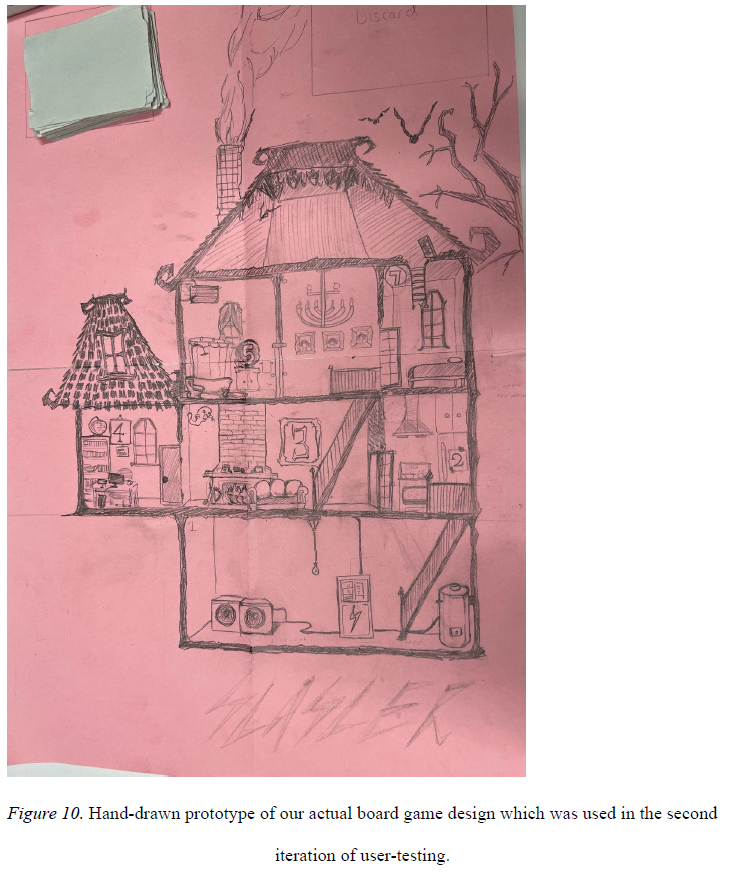 Discard
7
5
4
3
2
1
SLASHER
Figure 10. Hand-drawn prototype of our actual board game design which was used in the second
iteration of user-testing.